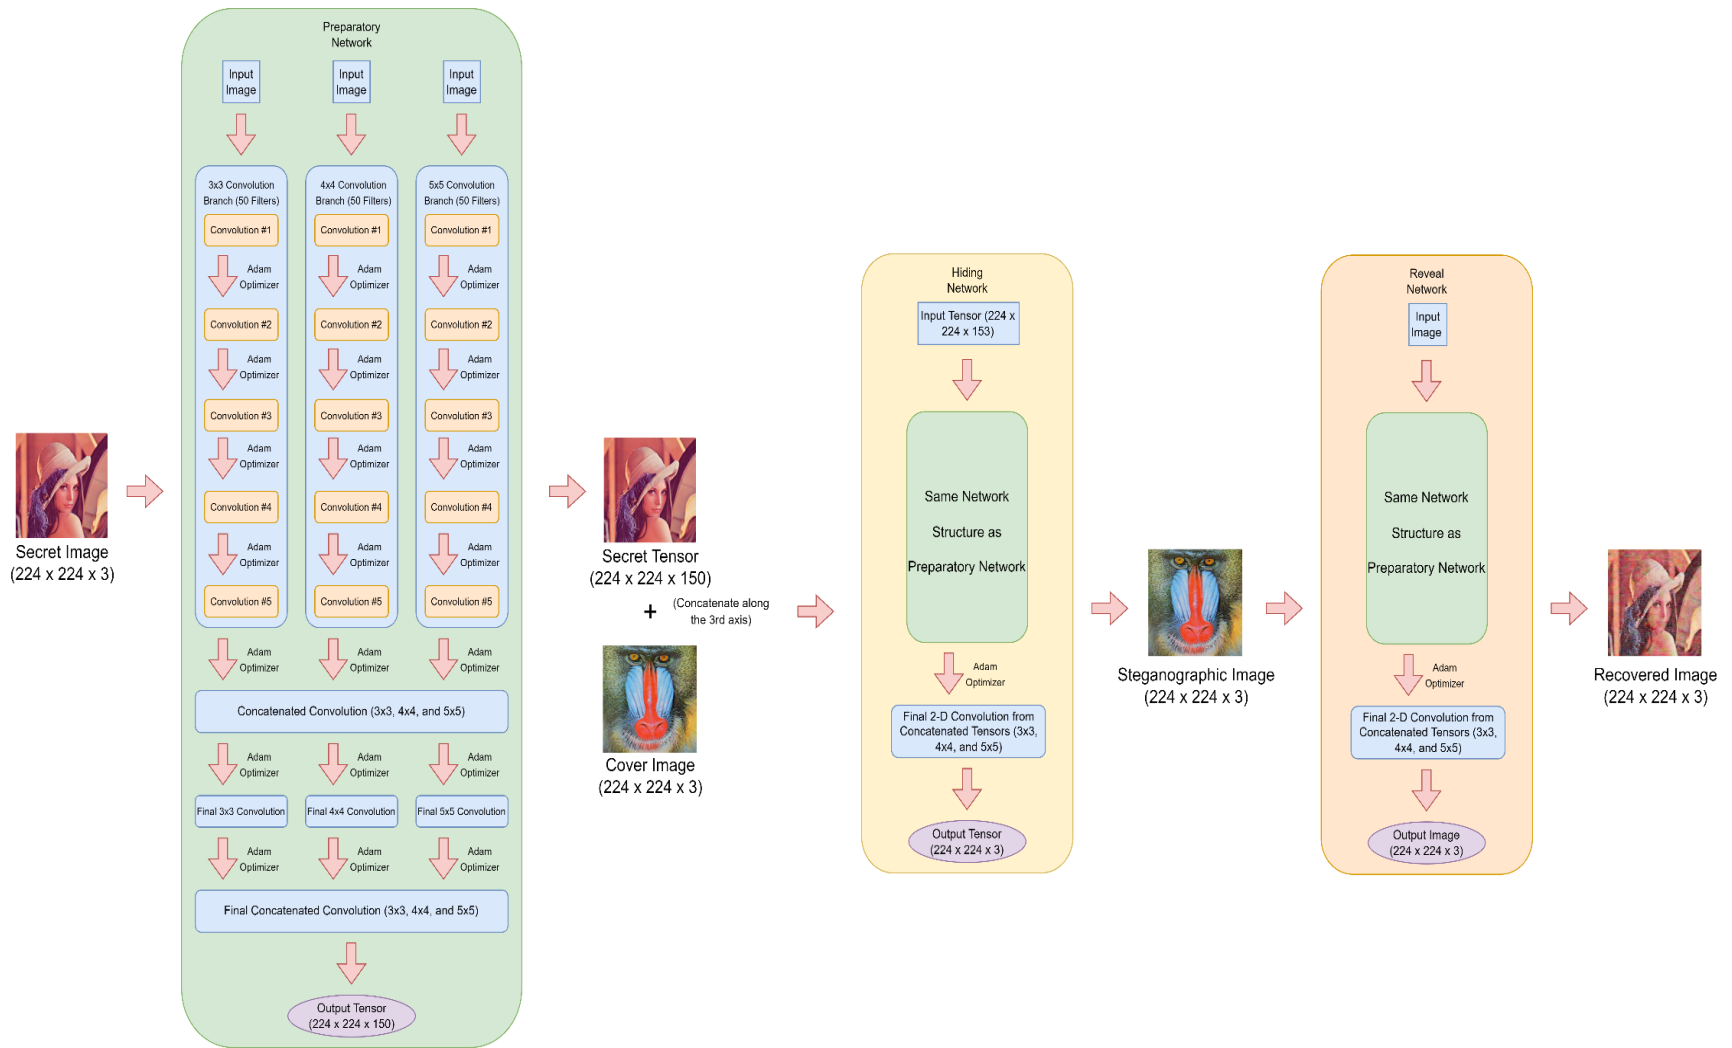 Preparatory
Network
Input
Image
Input
Image
Input
Image
3x3 Convolution
Branch (50 Filters)
4x4 Convolution
Branch (50 Filters)
5x5 Convolution
Branch (50 Filters)
Convolution #1
Convolution #1
Convolution #1
Adam
Optimizer
Adam
Optimizer
Adam
Optimizer
Convolution #2
Convolution #2
Convolution #2
Adam
Optimizer
Adam
Optimizer
Adam
Optimizer
Convolution #3
Convolution #3
Convolution #3
Adam
Optimizer
Adam
Optimizer
Adam
Optimizer
Convolution #4
Convolution #4
Convolution #4
Adam
Optimizer
Adam
Optimizer
Adam
Optimizer
Convolution #5
Convolution #5
Convolution #5
Adam
Optimizer
Adam
Optimizer
Adam
Optimizer
Concatenated Convolution (3x3, 4x4, and 5x5)
Adam
Optimizer
Adam
Optimizer
Adam
Optimizer
Final 3x3 Convolution
Final 4x4 Convolution
Final 5x5 Convolution
Adam
Optimizer
Adam
Optimizer
Adam
Optimizer
Final Concatenated Convolution (3x3, 4x4, and 5x5)
Output Tensor
(224 x 224 x 150)
Secret Image
(224 x 224 x 3)
Secret Tensor
(224 x 224 x 150)
+
(Concatenate along
the 3rd axis)
Cover Image
(224 x 224 x 3)
Hiding
Network
Input Tensor (224 x
224 x 153)
Same Network
Structure as
Preparatory Network
Adam
Optimizer
Final 2-D Convolution from
Concatenated Tensors (3x3,
4x4, and 5x5)
Output Tensor
(224 x 224 x 3)
Steganographic Image
(224 x 224 x 3)
Reveal
Network
Input
Image
Same Network
Structure as
Preparatory Network
Adam
Optimizer
Final 2-D Convolution from
Concatenated Tensors (3x3,
4x4, and 5x5)
Output Image
(224 x 224 x 3)
Recovered Image
(224 x 224 x 3)